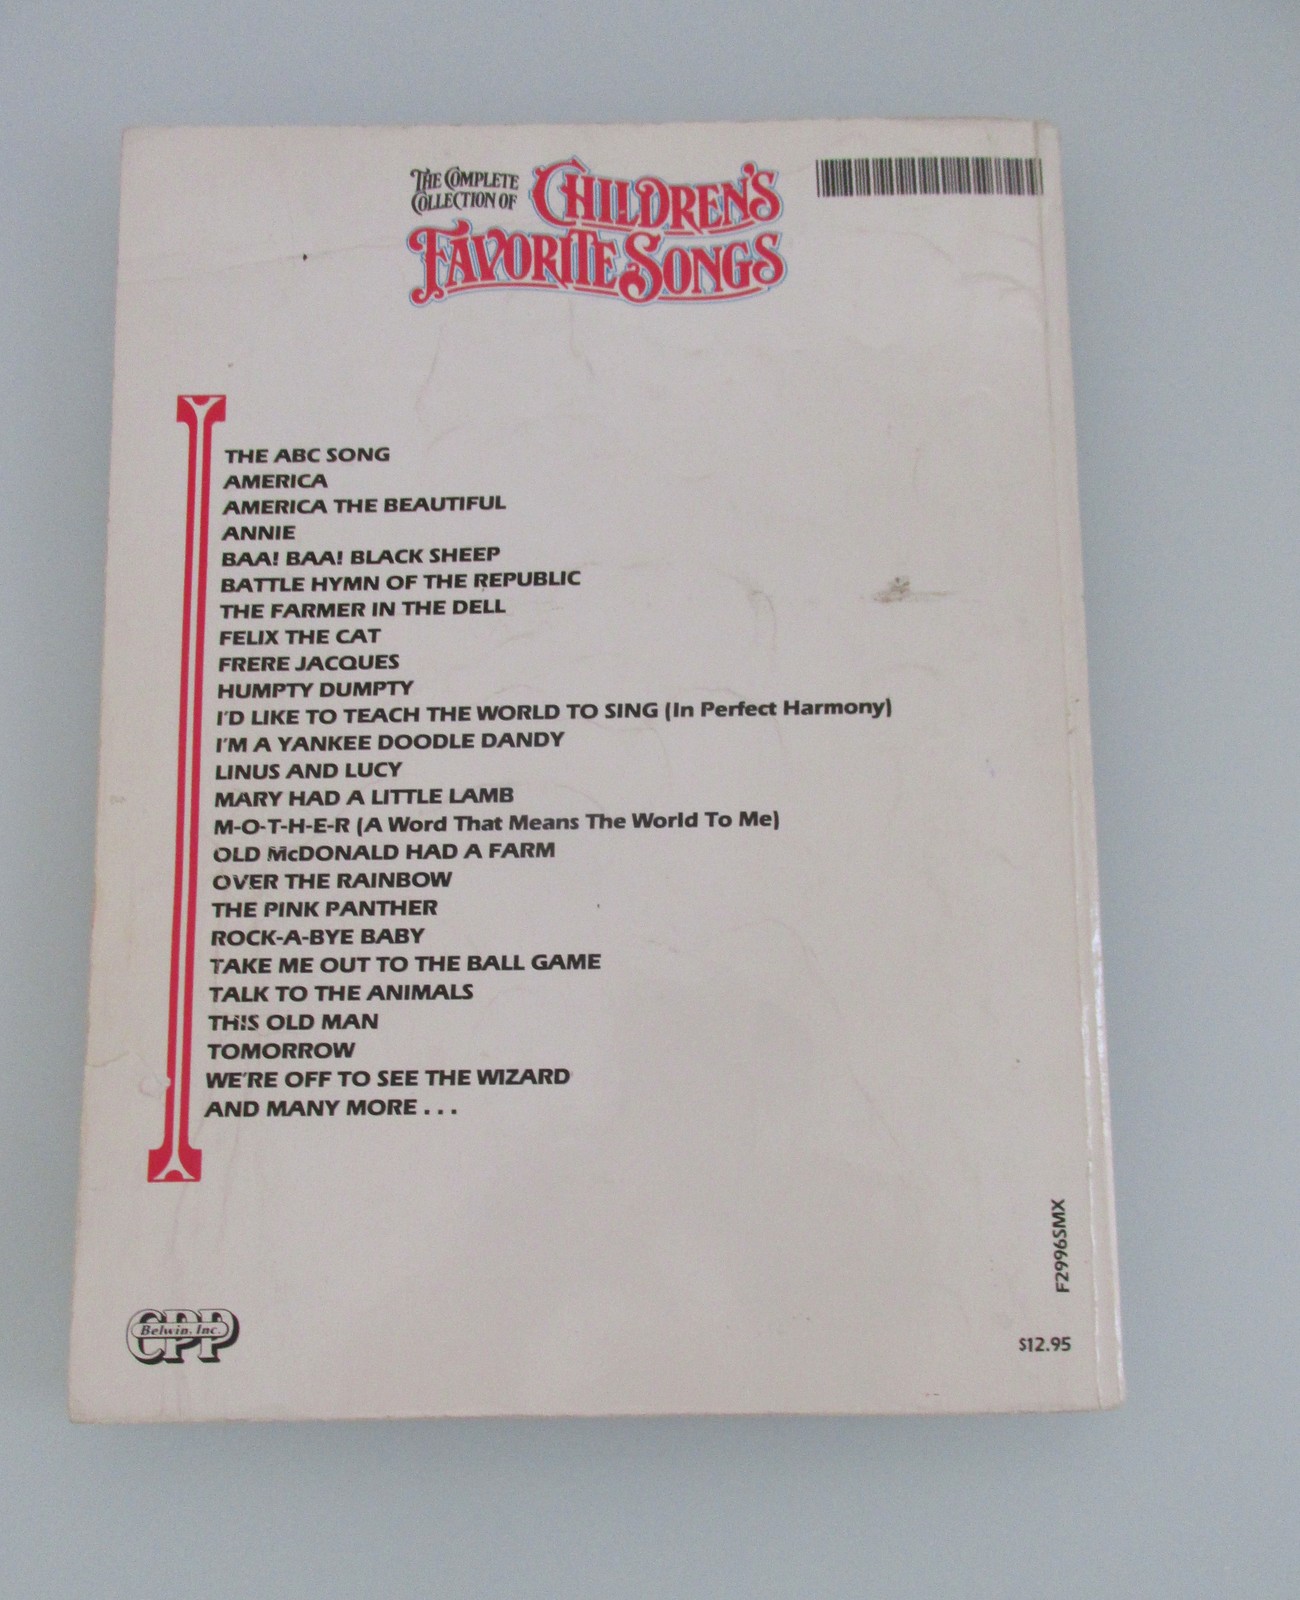 THE COMPLETE
COLLECTION OF
CHILDREN'S
FAVORITE SONGS
THE ABC SONG
AMERICA
AMERICA THE BEAUTIFUL
ANNIE
BAA! BAA! BLACK SHEEP
BATTLE HYMN OF THE REPUBLIC
THE FARMER IN THE DELL
FELIX THE CAT
FRERE JACQUES
HUMPTY DUMPTY
I'D LIKE TO TEACH THE WORLD TO SING (In Perfect Harmony)
I'M A YANKEE DOODLE DANDY
LINUS AND LUCY
MARY HAD A LITTLE LAMB
M-O-T-H-E-R (A Word That Means The World To Me)
OLD McDONALD HAD A FARM
OVER THE RAINBOW
THE PINK PANTHER
ROCK-A-BYE BABY
TAKE ME OUT TO THE BALL GAME
TALK TO THE ANIMALS
THIS OLD MAN
TOMORROW
WE'RE OFF TO SEE THE WIZARD
AND MANY MORE . . .
F2996SMX
CPP
Belwin, Inc.
$12.95